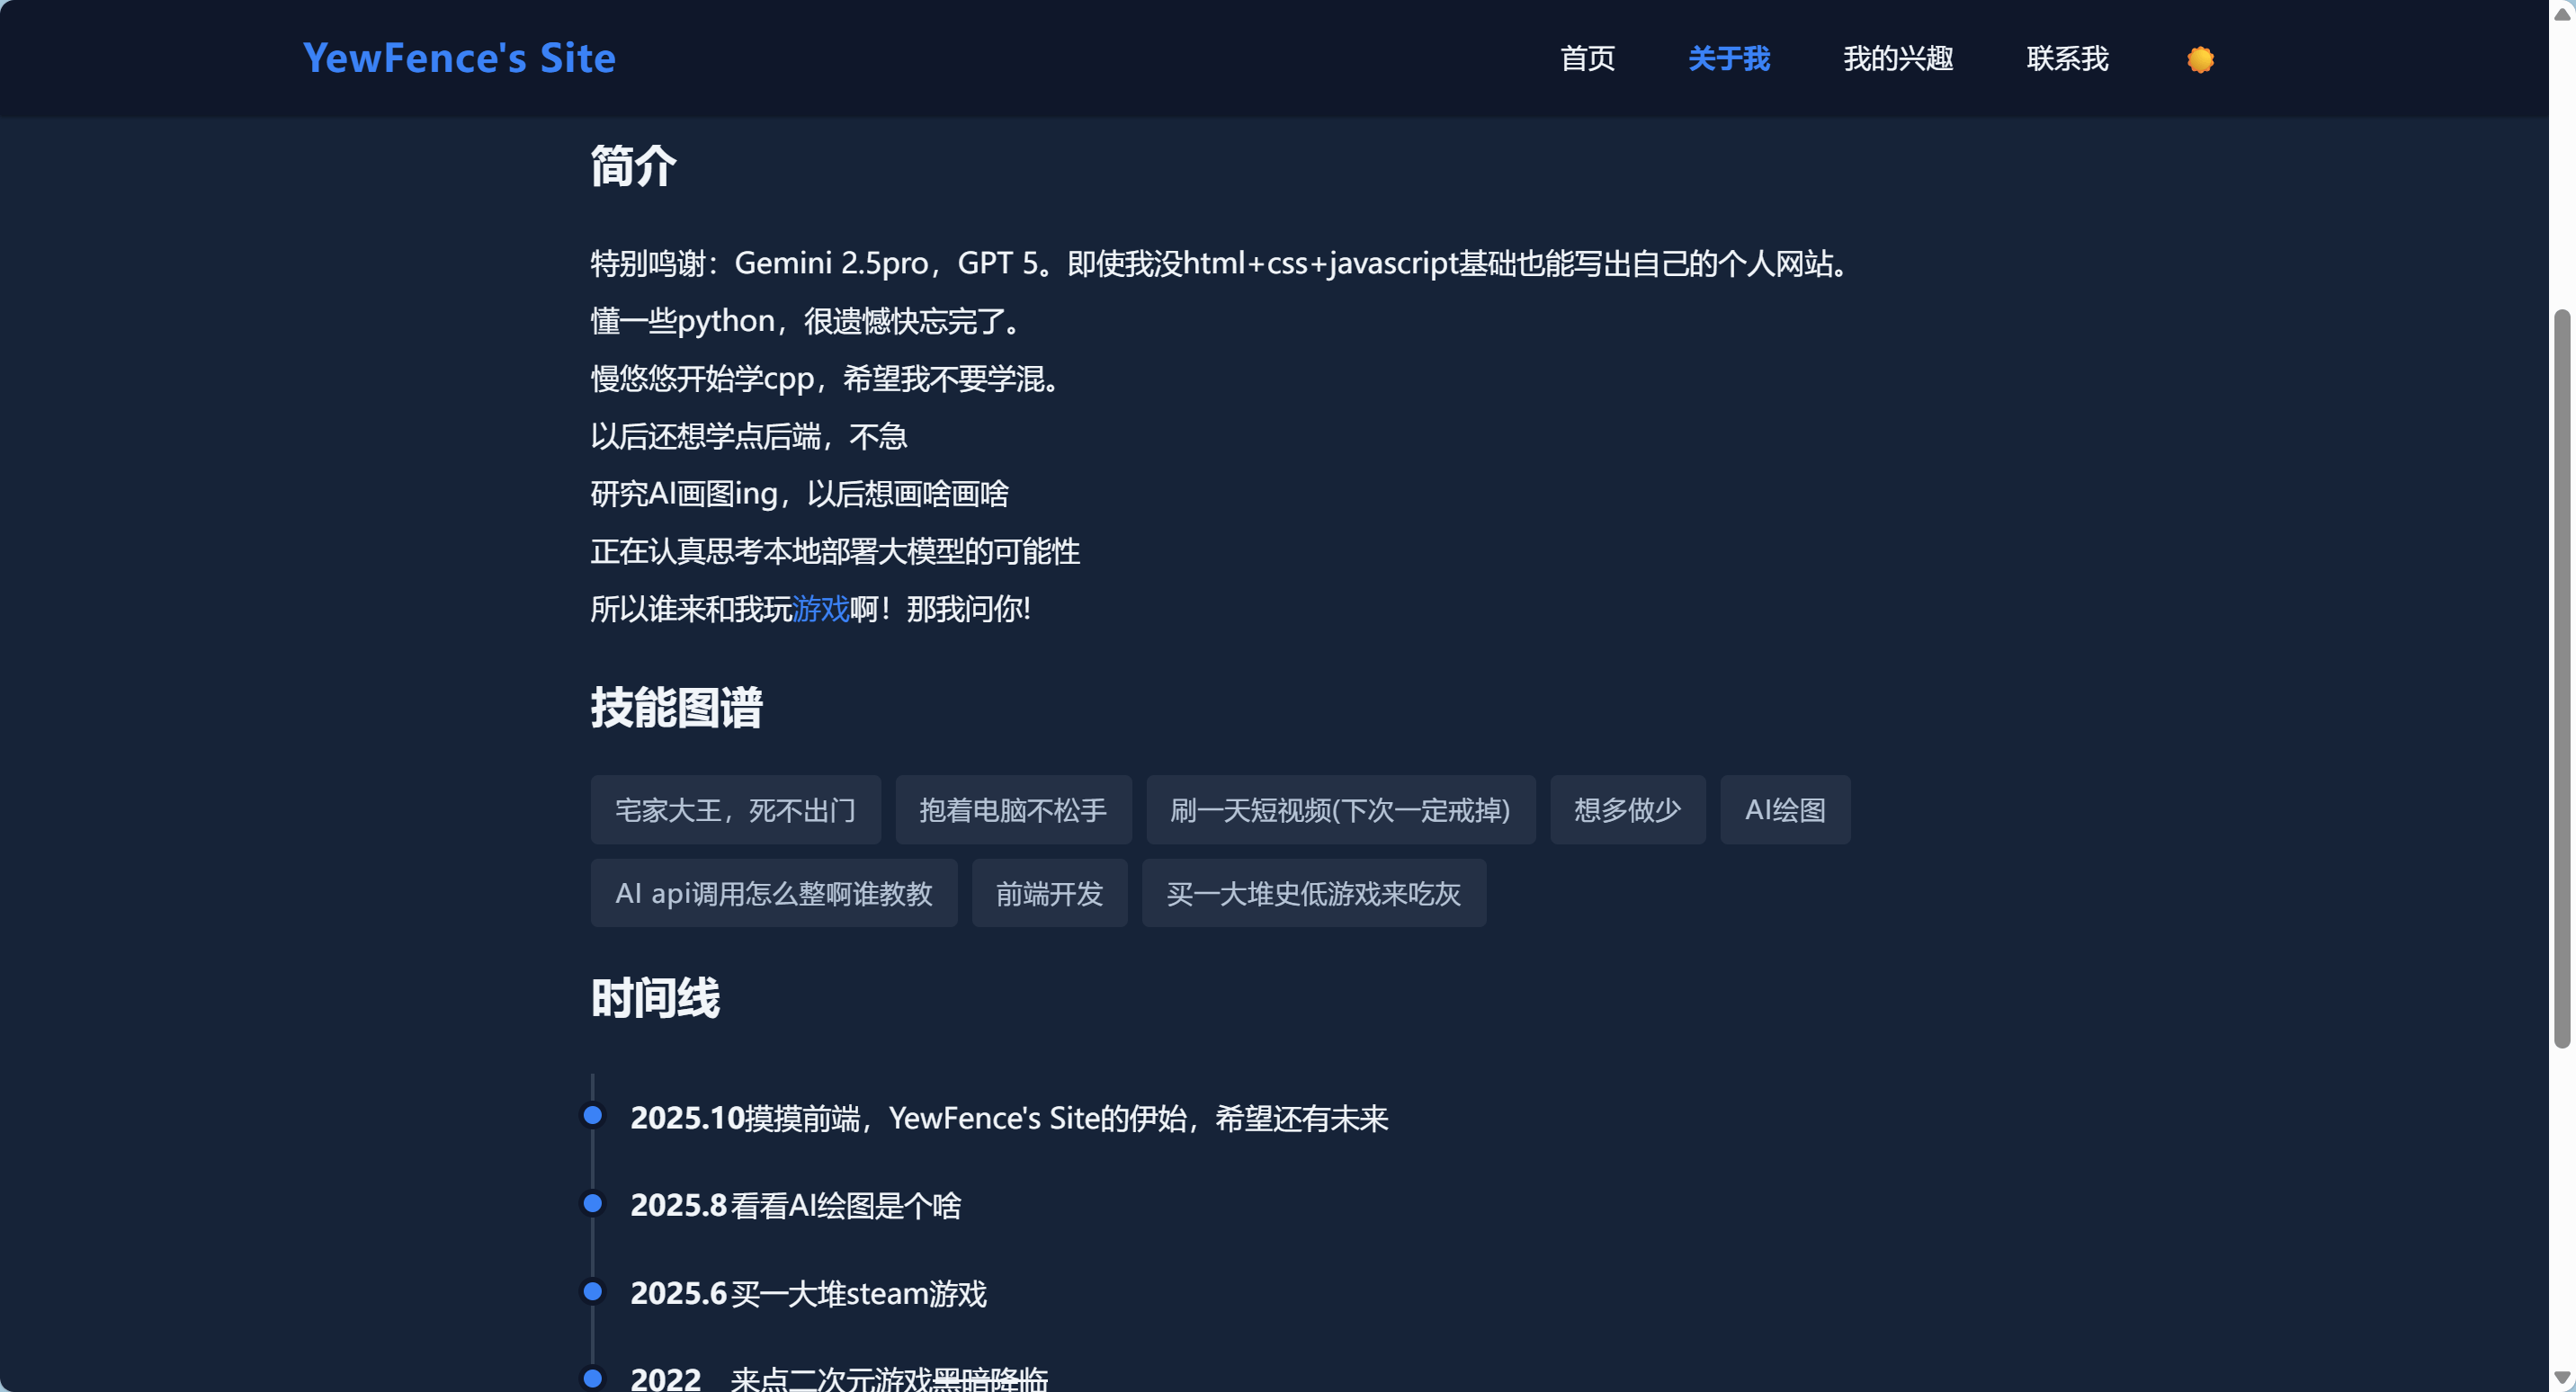 YewFence's Site
首页 关于我 我的兴趣 联系我
简介
特别鸣谢：Gemini 2.5pro，GPT 5。即使我没html+css+javascript基础也能写出自己的个人网站。
懂一些python，很遗憾快忘完了。
慢悠悠开始学cpp，希望我不要学混。
以后还想学点后端，不急
研究AI画图ing，以后想画啥画啥
正在认真思考本地部署大模型的可能性
所以谁来和我玩游戏啊！那我问你!
技能图谱
宅家大王，死不出门 抱着电脑不松手 刷一天短视频(下次一定戒掉) 想多做少 AI绘图
AI api调用怎么整啊谁教教 前端开发 买一大堆史低游戏来吃灰
时间线
2025.10摸摸前端，YewFence's Site的伊始，希望还有未来
2025.8 看看AI绘图是个啥
2025.6 买一大堆steam游戏
2022 来点二次元游戏黑暗降临